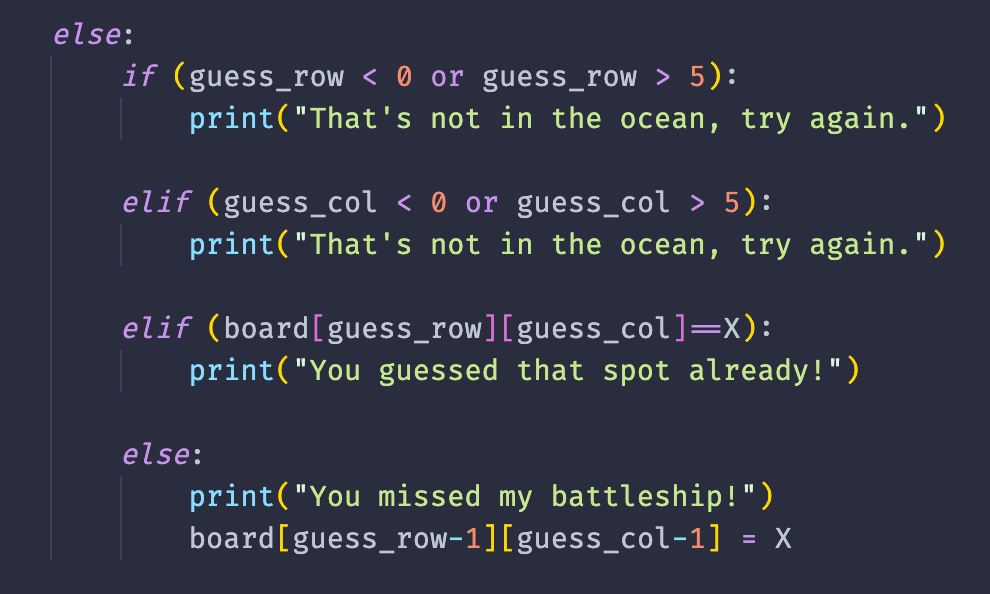 else:
    if (guess_row < 0 or guess_row > 5):
        print("That's not in the ocean, try again.")
    elif (guess_col < 0 or guess_col > 5):
        print("That's not in the ocean, try again.")
    elif (board[guess_row][guess_col]==X):
        print("You guessed that spot already!")
    else:
        print("You missed my battleship!")
        board[guess_row-1][guess_col-1] = X